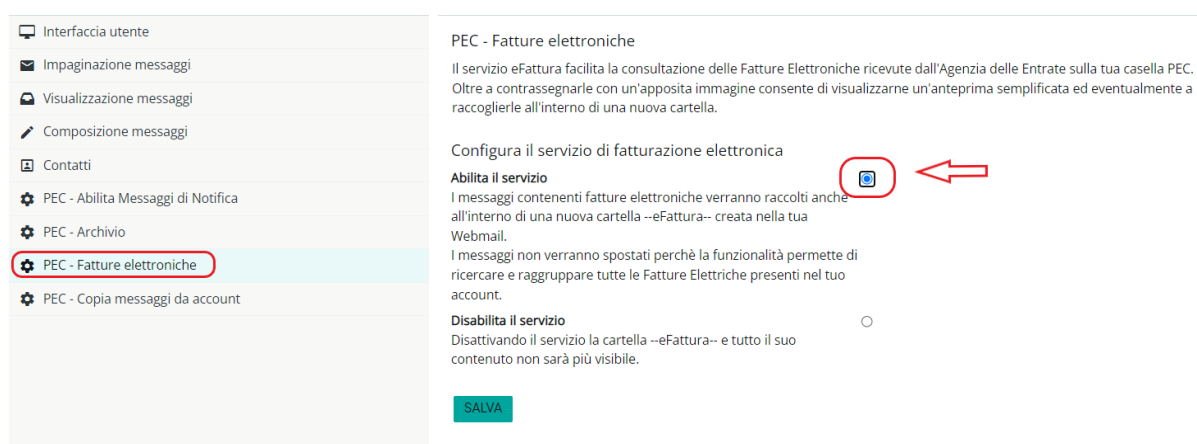 Interfaccia utente
Impaginazione messaggi
Visualizzazione messaggi
Composizione messaggi
Contatti
PEC - Abilita Messaggi di Notifica
PEC - Archivio
PEC - Fatture elettroniche
PEC - Copia messaggi da account
PEC - Fatture elettroniche
Il servizio eFattura facilita la consultazione delle Fatture Elettroniche ricevute dall'Agenzia delle Entrate sulla tua casella PEC.
Oltre a contrassegnarle con un'apposita immagine consente di visualizzarne un'anteprima semplificata ed eventualmente a
raccoglierle all'interno di una nuova cartella.
Configura il servizio di fatturazione elettronica
Abilita il servizio
I messaggi contenenti fatture elettroniche verranno raccolti anche
all'interno di una nuova cartella --eFattura-- creata nella tua
Webmail.
I messaggi non verranno spostati perchè la funzionalità permette di
ricercare e raggruppare tutte le Fatture Elettriche presenti nel tuo
account.
Disabilita il servizio
Disattivando il servizio la cartella --eFattura-- e tutto il suo
contenuto non sarà più visibile.
SALVA